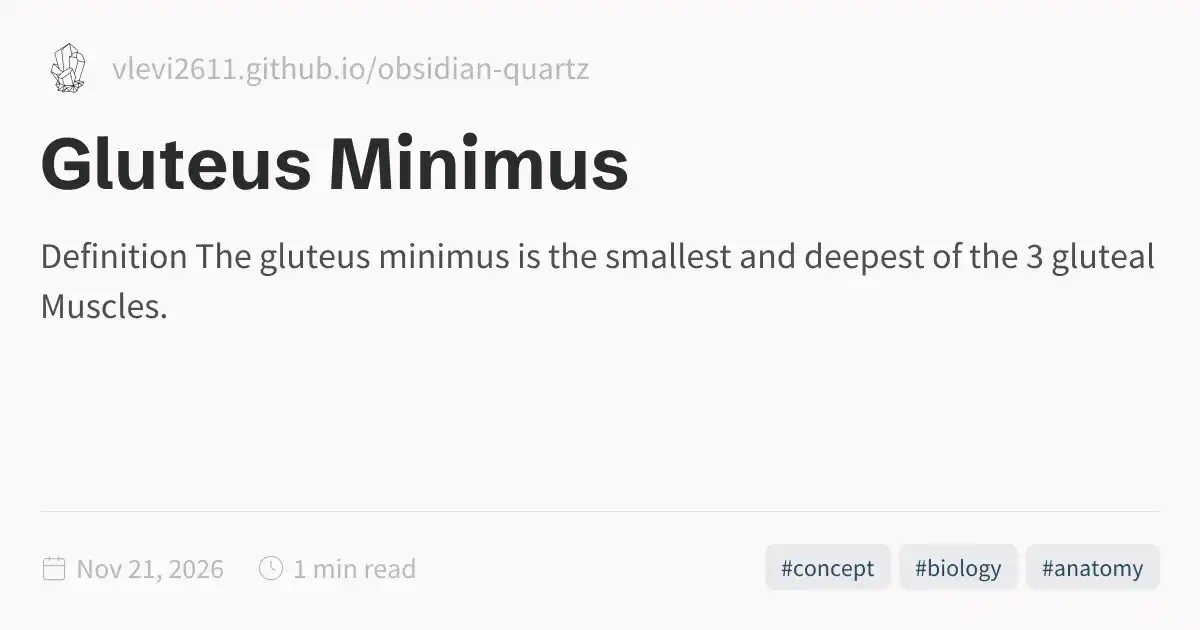 vlevi2611.github.io/obsidian-quartz
Gluteus Minimus
Definition The gluteus minimus is the smallest and deepest of the 3 gluteal
Muscles.
Nov 21, 2026 1 min read #concept #biology #anatomy